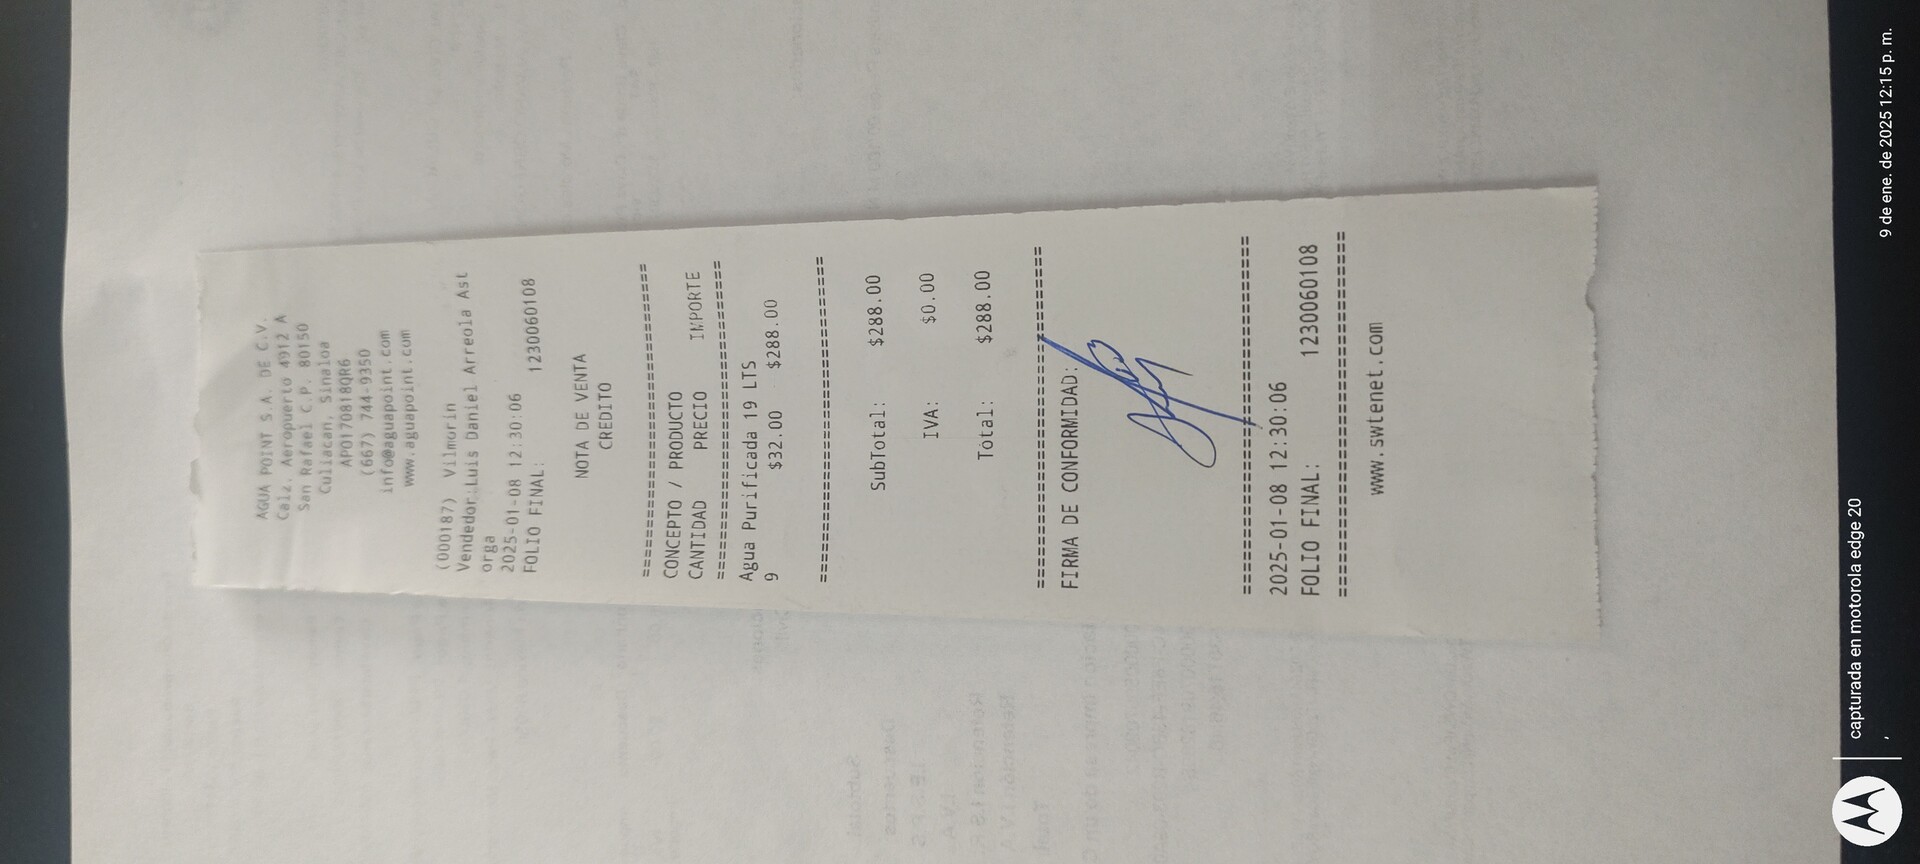 AGUA POINT S.A. DE C.V.
Calz. Aeropuerto 4912 A
San Rafael C.P. 80150
Culiacan, Sinaloa
API170818QR6
(667) 744-9350
info@aguapoint.com
www.aguapoint.com
(000187) Vilmorin
Vendedor:Luis Daniel Arreola Ast
orga
2025-01-08 12:30:06
FOLIO FINAL: 1230060108
NOTA DE VENTA
CREDITO
================================
CONCEPTO / PRODUCTO
CANTIDAD PRECIO IMPORTE
================================
Agua Purificada 19 LTS
9 $32.00 $288.00
================================
SubTotal: $288.00
IVA: $0.00
Total: $288.00
================================
FIRMA DE CONFORMIDAD:
================================
2025-01-08 12:30:06
FOLIO FINAL: 1230060108
================================
www.swtenet.com
capturada en motorola edge 20
,
9 de ene. de 2025 12:15 p. m.